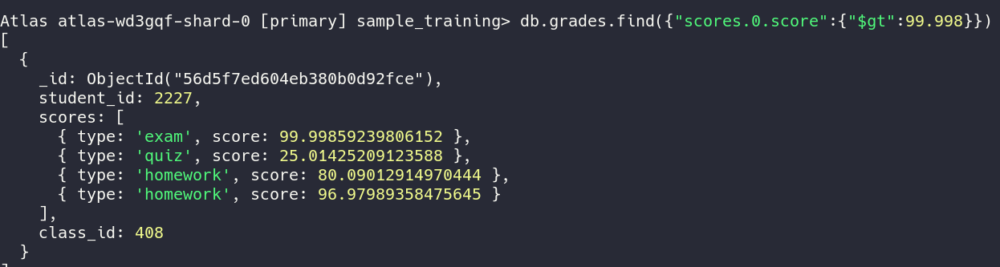 Atlas atlas-wd3gqf-shard-0 [primary] sample_training> db.grades.find({"scores.0.score":{"$gt":99.998}})
[
  {
    _id: ObjectId("56d5f7ed604eb380b0d92fce"),
    student_id: 2227,
    scores: [
      { type: 'exam', score: 99.99859239806152 },
      { type: 'quiz', score: 25.01425209123588 },
      { type: 'homework', score: 80.09012914970444 },
      { type: 'homework', score: 96.97989358475645 }
    ],
    class_id: 408
  }
]